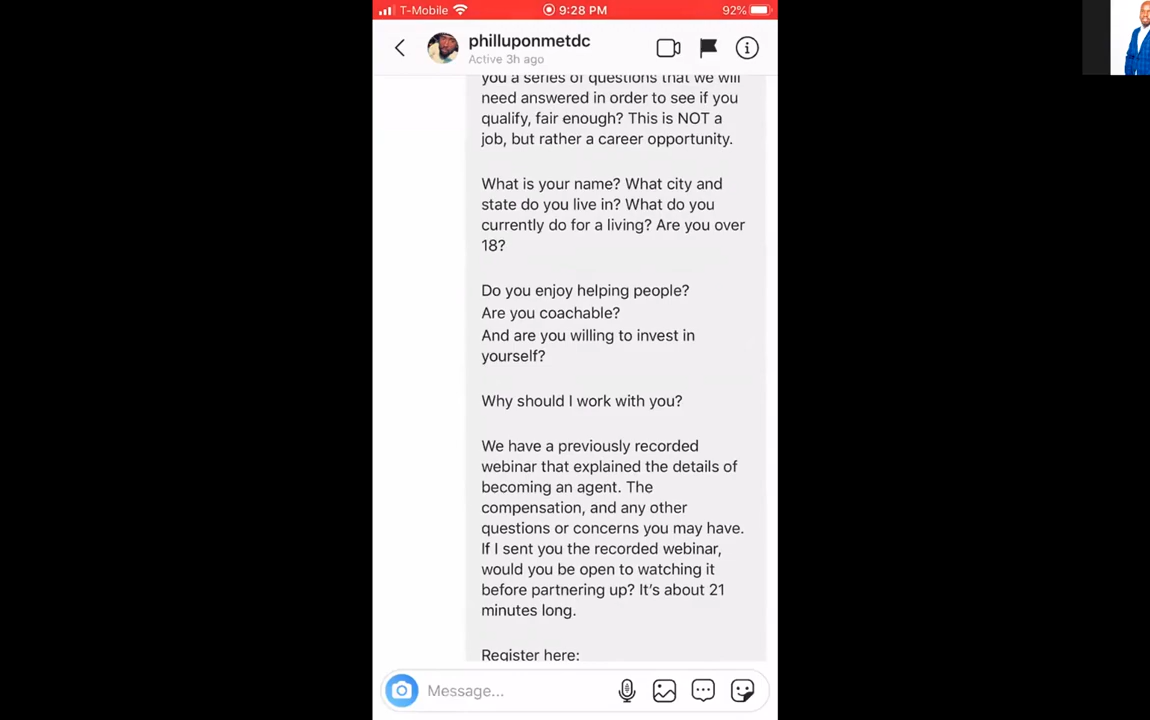 T-Mobile
9:28 PM
92%
phillluponmetdc
Active 3h ago
you a series of questions that we will
need answered in order to see if you
qualify, fair enough? This is NOT a
job, but rather a career opportunity.
What is your name? What city and
state do you live in? What do you
currently do for a living? Are you over
18?
Do you enjoy helping people?
Are you coachable?
And are you willing to invest in
yourself?
Why should I work with you?
We have a previously recorded
webinar that explained the details of
becoming an agent. The
compensation, and any other
questions or concerns you may have.
If I sent you the recorded webinar,
would you be open to watching it
before partnering up? It's about 21
minutes long.
Register here:
Message...